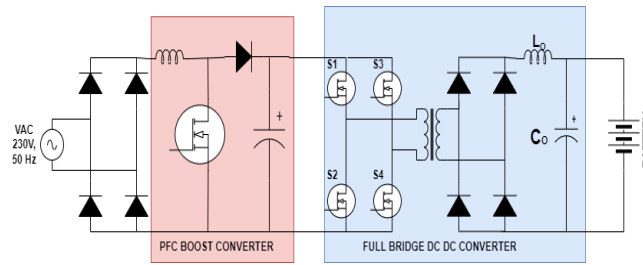 S1
S3
Lo
VAC
230V,
50 Hz
+
+
Co
S2
S4
PFC BOOST CONVERTER
FULL BRIDGE DC DC CONVERTER